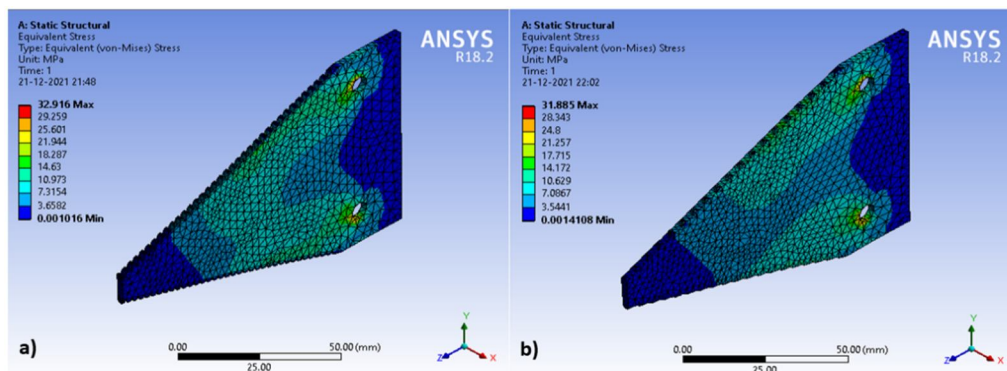 A: Static Structural
Equivalent Stress
Type: Equivalent (von-Mises) Stress
Unit: MPa
Time: 1
21-12-2021 21:48
32.916 Max
29.259
25.601
21.944
18.287
14.63
10.973
7.3154
3.6582
0.001016 Min
ANSYS
R18.2
a)
0.00
50.00 (mm)
25.00
Y
Z
X
A: Static Structural
Equivalent Stress
Type: Equivalent (von-Mises) Stress
Unit: MPa
Time: 1
21-12-2021 22:02
31.885 Max
28.343
24.8
21.257
17.715
14.172
10.629
7.0867
3.5441
0.0014108 Min
ANSYS
R18.2
b)
0.00
50.00 (mm)
25.00
Y
Z
X